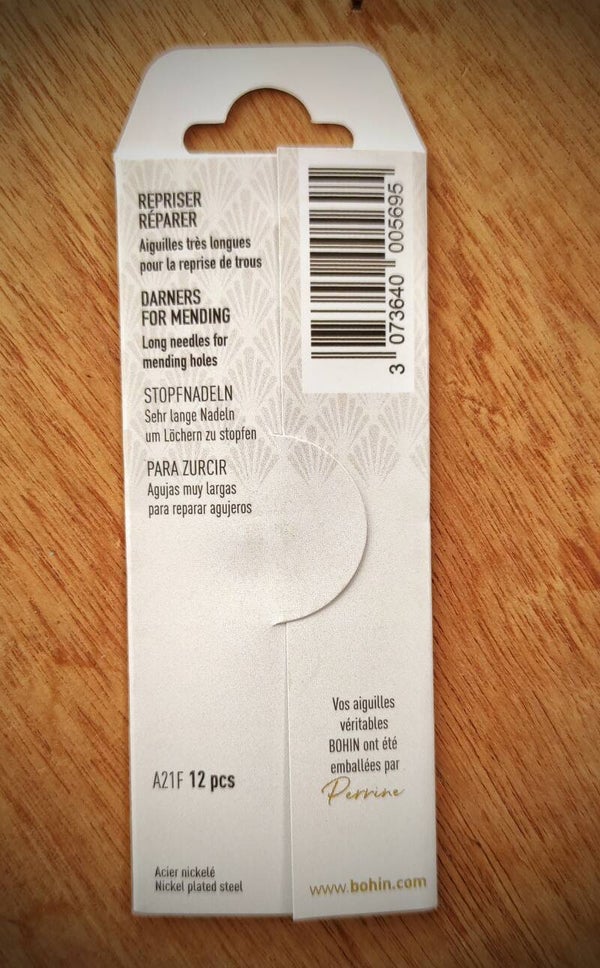 REPRISER
RÉPARER
Aiguilles très longues
pour la reprise de trous
DARNERS
FOR MENDING
Long needles for
mending holes
STOPFNADELN
Sehr lange Nadeln
um Löchern zu stopfen
PARA ZURCIR
Agujas muy largas
para reparar agujeros
A21F 12 pcs
Acier nickelé
Nickel plated steel
3 073640 005695
Vos aiguilles
véritables
BOHIN ont été
emballées par
Perrine
www.bohin.com